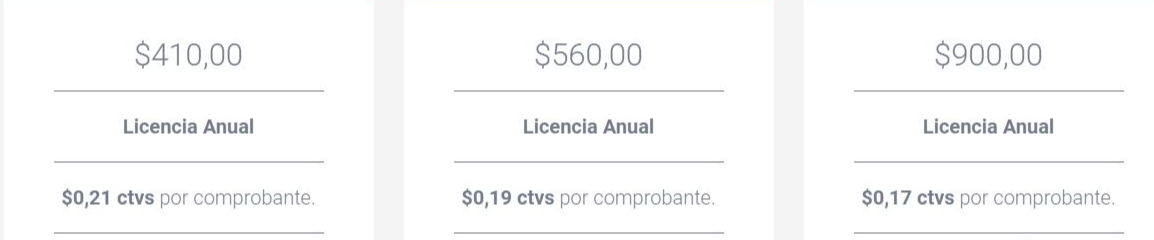 $410,00
Licencia Anual
$0,21 ctvs por comprobante.
$560,00
Licencia Anual
$0,19 ctvs por comprobante.
$900,00
Licencia Anual
$0,17 ctvs por comprobante.